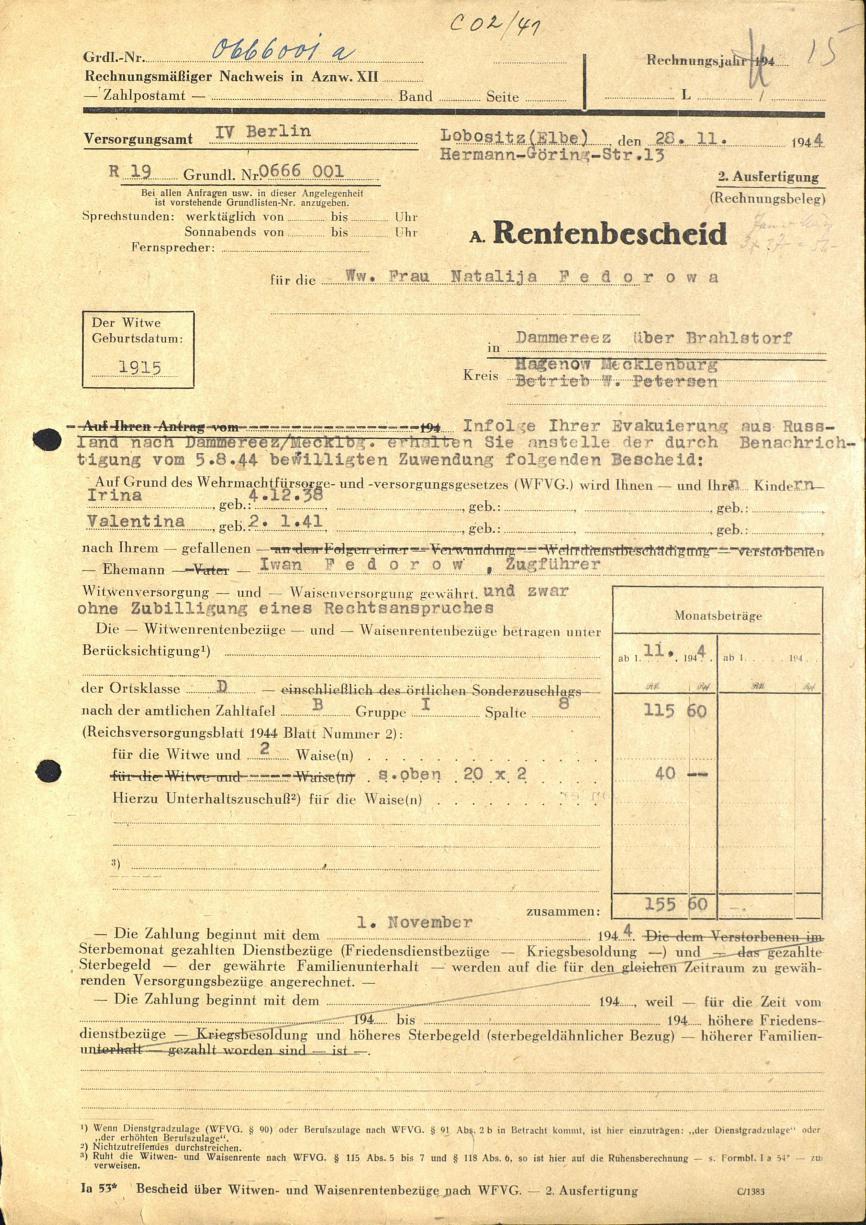 C 02/41
Grdl.-Nr. 0666001 a
Rechnungsjahr 194 15
Rechnungsmäßiger Nachweis in Aznw. XII
— Zahlpostamt — Band Seite L
Versorgungsamt IV Berlin
Lobositz(Elbe), den 28. 11. 1944
Hermann-Göring-Str.13
R 19 Grundl. Nr. 0666 001
2. Ausfertigung
(Rechnungsbeleg)
Bei allen Anfragen usw. in dieser Angelegenheit
ist vorstehende Grundlisten-Nr. anzugeben.
Sprechstunden: werktäglich von bis Uhr
Sonnabends von bis Uhr
Fernsprecher:
A. Rentenbescheid
für die Ww. Frau Natalija F e d o r o w a
Der Witwe
Geburtsdatum:
1915
in Dammereez über Brahlstorf
Kreis Hagenow Mecklenburg
Betrieb W. Petersen
Auf Ihren Antrag vom 194 Infolge Ihrer Evakuierung aus Russ-
land nach Dammereez/Mecklbg. erhalten Sie anstelle der durch Benachrich-
tigung vom 5.8.44 bewilligten Zuwendung folgenden Bescheid:
Auf Grund des Wehrmachtfürsorge- und -versorgungsgesetzes (WFVG.) wird Ihnen — und Ihren Kindern
Irina, geb.: 4.12.38, geb.: , geb.: ,
Valentina, geb. 2. 1.41, geb.: , geb.: ,
nach Ihrem — gefallenen — an den Folgen einer — Verwundung — Wehrdienstbeschädigung — verstorbenen
— Ehemann — Vater — Iwan F e d o r o w , Zugführer
Witwenversorgung — und — Waisenversorgung gewährt. und zwar
ohne Zubilligung eines Rechtsanspruches
Monatsbeträge
Die — Witwenrentenbezüge — und — Waisenrentenbezüge betragen unter
Berücksichtigung¹)
ab 1. 11. 1944. ab 1. 194
RM Rpf RM Rpf
der Ortsklasse D — einschließlich des örtlichen Sonderzuschlags —
nach der amtlichen Zahltafel B Gruppe I Spalte 8 115 60
(Reichsversorgungsblatt 1944 Blatt Nummer 2):
für die Witwe und 2 Waise(n)
für die Witwe und ---- Waise(n) s.oben 20 x 2 40 --
Hierzu Unterhaltszuschuß²) für die Waise(n)
³)
zusammen: 155 60 -.
— Die Zahlung beginnt mit dem 1. November 1944. Die dem Verstorbenen im
Sterbemonat gezahlten Dienstbezüge (Friedensdienstbezüge — Kriegsbesoldung —) und — das gezahlte
Sterbegeld — der gewährte Familienunterhalt — werden auf die für den gleichen Zeitraum zu gewäh-
renden Versorgungsbezüge angerechnet. —
— Die Zahlung beginnt mit dem 194, weil — für die Zeit vom
194 bis 194 höhere Friedens-
dienstbezüge — Kriegsbesoldung und höheres Sterbegeld (sterbegeldähnlicher Bezug) — höherer Familien-
unterhalt — gezahlt worden sind — ist —.
¹) Wenn Dienstgradzulage (WFVG. § 90) oder Berufszulage nach WFVG. § 91 Abs. 2 b in Betracht kommt, ist hier einzutragen: „der Dienstgradzulage" oder
„der erhöhten Berufszulage".
²) Nichtzutreffendes durchstreichen.
³) Ruht die Witwen- und Waisenrente nach WFVG. § 115 Abs. 5 bis 7 und § 118 Abs. 6, so ist hier auf die Ruhensberechnung — s. Formbl. I a 54* — zu
verweisen.
Ia 53* Bescheid über Witwen- und Waisenrentenbezüge nach WFVG. — 2. Ausfertigung C/1383